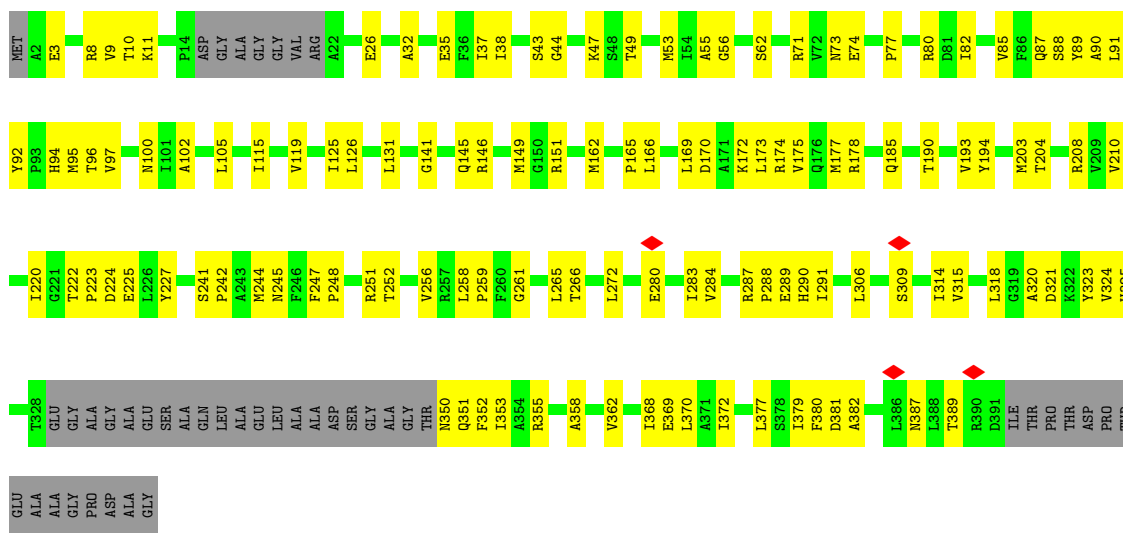 MET A2 E3 R8 V9 T10 K11 P14 ASP GLY ALA GLY GLY VAL ARG A22 E26 A32 E35 F36 I37 I38 S43 G44 K47 S48 T49 M53 I54 A55 G56 S62 R71 V72 N73 E74 P77 R80 D81 I82 V85 F86 Q87 S88 Y89 A90 L91
Y92 P93 H94 M95 T96 V97 N100 I101 A102 L105 I115 V119 I125 L126 L131 G141 Q145 R146 M149 G150 R151 M162 P165 L166 L169 D170 A171 K172 L173 R174 V175 Q176 M177 R178 Q185 T190 V193 Y194 M203 T204 R208 V209 V210
I220 G221 T222 P223 D224 E225 L226 Y227 S241 P242 A243 M244 N245 F246 F247 P248 R251 T252 V256 R257 L258 P259 F260 G261 L265 T266 L272 E280 I283 V284 R287 P288 E289 H290 I291 L306 S309 I314 V315 L318 G319 A320 D321 K322 Y323 V324
T328 GLU GLY ALA GLY ALA GLU SER ALA GLN LEU ALA GLU LEU ALA ALA ASP SER GLY ALA GLY THR N350 Q351 F352 I353 A354 R355 A358 V362 I368 E369 L370 A371 I372 L377 S378 I379 F380 D381 A382 L386 N387 L388 T389 R390 D391 ILE THR PRO THR ASP PRO
GLU ALA ALA GLY PRO ASP ALA GLY